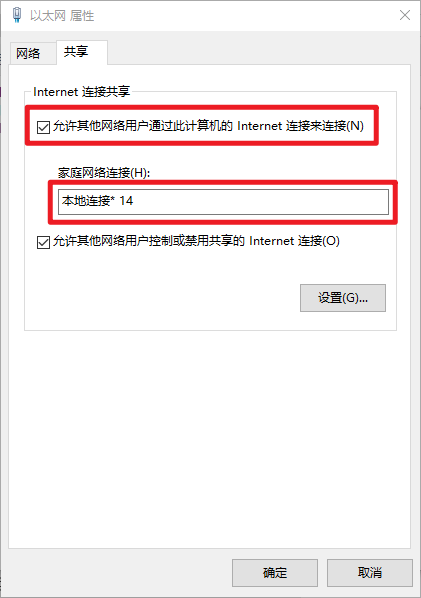 以太网 属性
网络
共享
Internet 连接共享
允许其他网络用户通过此计算机的 Internet 连接来连接(N)
家庭网络连接(H):
本地连接* 14
允许其他网络用户控制或禁用共享的 Internet 连接(O)
设置(G)...
确定
取消